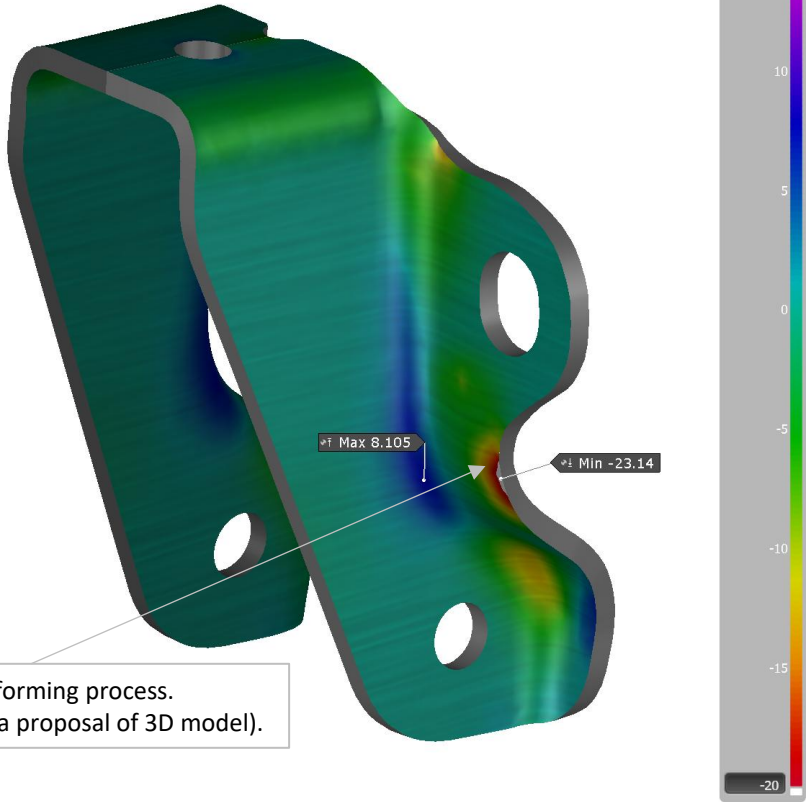 10
5
Max 8.105
0
Min -23.14
-5
-10
-15
forming process.
a proposal of 3D model).
-20